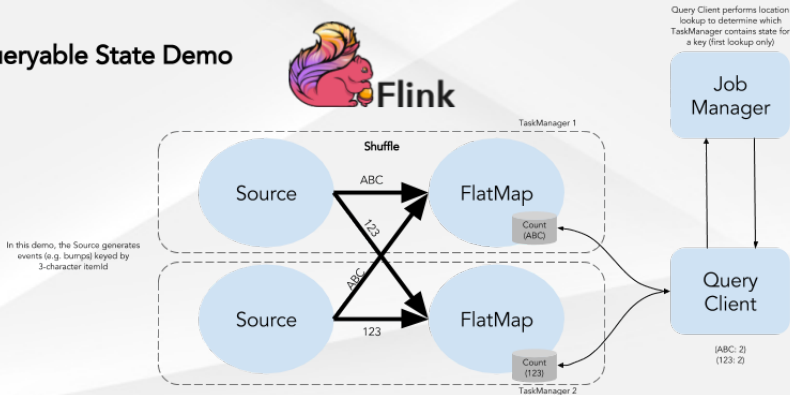 Query Client performs location
lookup to determine which
TaskManager contains state for
a key (first lookup only)
ueryable State Demo
Flink
Job
Manager
TaskManager 1
Shuffle
Source
ABC
FlatMap
123
Count
(ABC)
In this demo, the Source generates
events (e.g. bumps) keyed by
3-character itemId
ABC
Source
123
FlatMap
Count
(123)
TaskManager 2
Query
Client
(ABC: 2)
(123: 2)